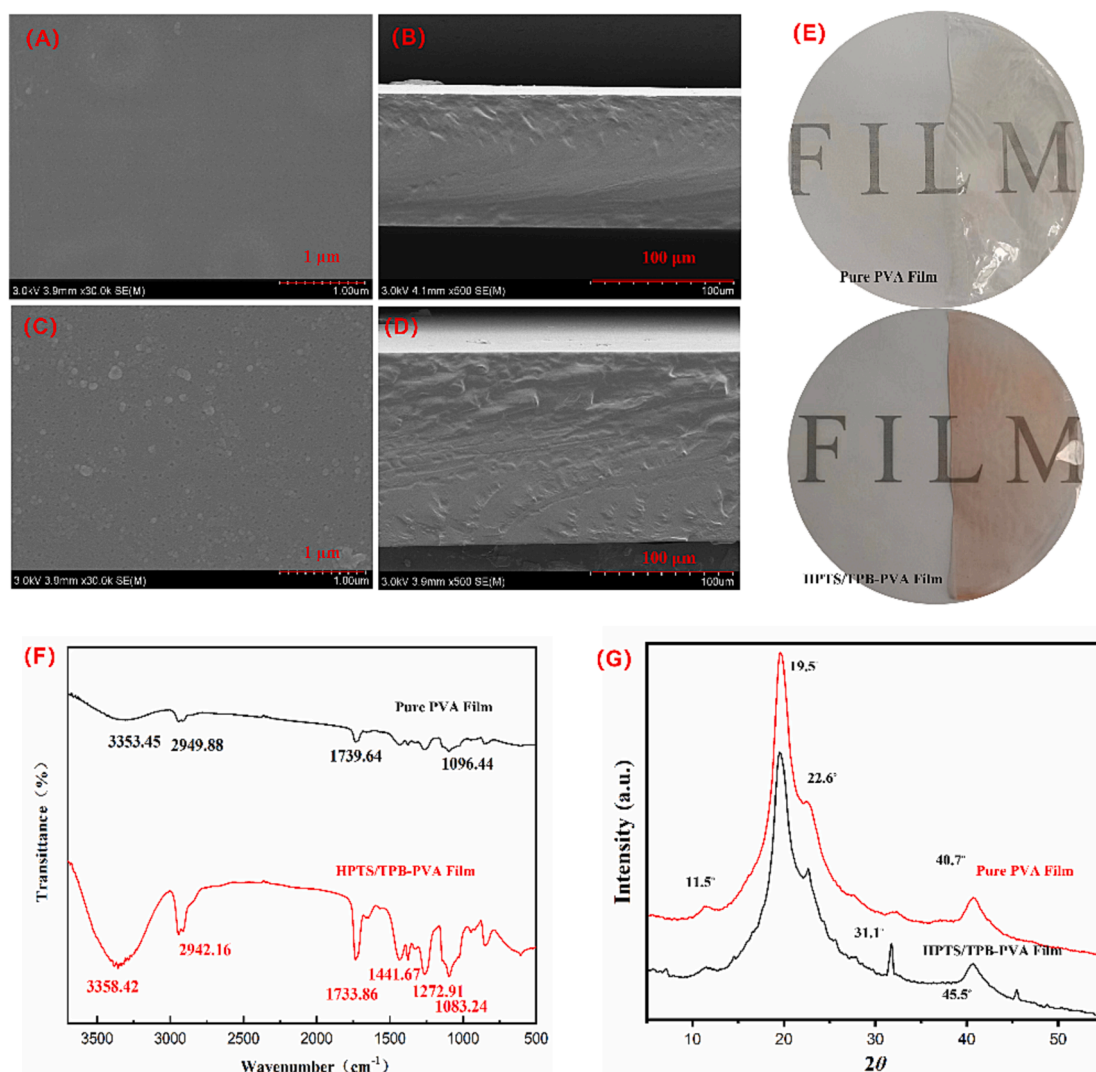 (A)
1 μm
3.0kV 3.9mm x30.0k SE(M)
1.00um
(B)
100 μm
3.0kV 4.1mm x500 SE(M)
100um
(C)
1 μm
3.0kV 3.9mm x30.0k SE(M)
1.00um
(D)
100 μm
3.0kV 3.9mm x500 SE(M)
100um
(E)
FILM
Pure PVA Film
FILM
HPTS/TPB-PVA Film
(F)
Pure PVA Film
3353.45
2949.88
1739.64
1096.44
HPTS/TPB-PVA Film
3358.42
2942.16
1733.86
1441.67
1272.91
1083.24
Transittance (%)
3500 3000 2500 2000 1500 1000 500
Wavenumber (cm⁻¹)
(G)
19.5°
22.6°
11.5°
40.7°
Pure PVA Film
31.1°
HPTS/TPB-PVA Film
45.5°
Intensity (a.u.)
10 20 30 40 50
2θ